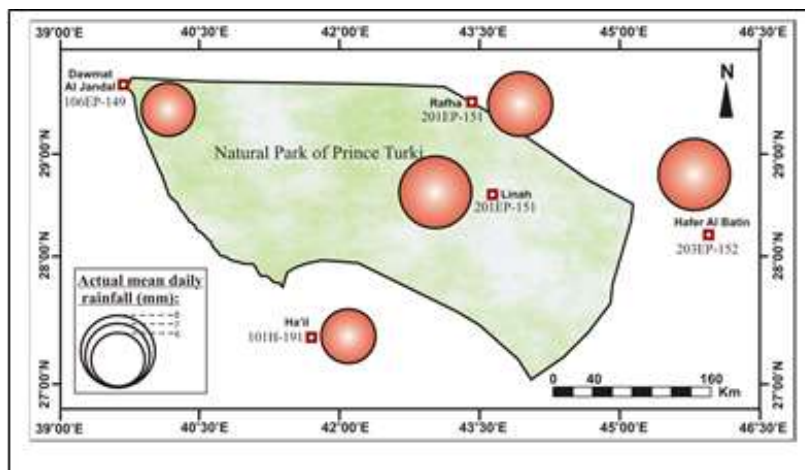 39°00'E 40°30'E 42°00'E 43°30'E 45°00'E 46°30'E
Dawmat
Al Jandal
106EP-149
Rafha
201EP-151
N
29°00'N 29°00'N
Natural Park of Prince Turki
Linah
201EP-151
Hafer Al Batin
203EP-152
28°00'N 28°00'N
Actual mean daily
rainfall (mm):
Ha'il
101H-191
0 40 160
Km
27°00'N 27°00'N
39°00'E 40°30'E 42°00'E 43°30'E 45°00'E 46°30'E